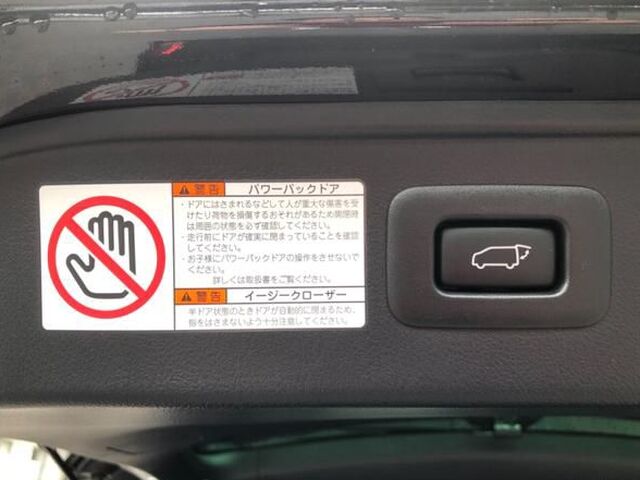 警告 パワーバックドア
・ドアにはさまれるなどして人が重大な傷害を受
けたり荷物を損傷するおそれがあるため開閉時
は周囲の状態を必ず確認してください。
・走行前にドアが確実に閉まっていることを確認
してください。
・お子様にパワーバックドアの操作をさせないで
ください。
詳しくは取扱書をご覧ください。
警告 イージークローザー
半ドア状態のときドアが自動的に閉まるため、
指をはさまないよう十分注意してください。